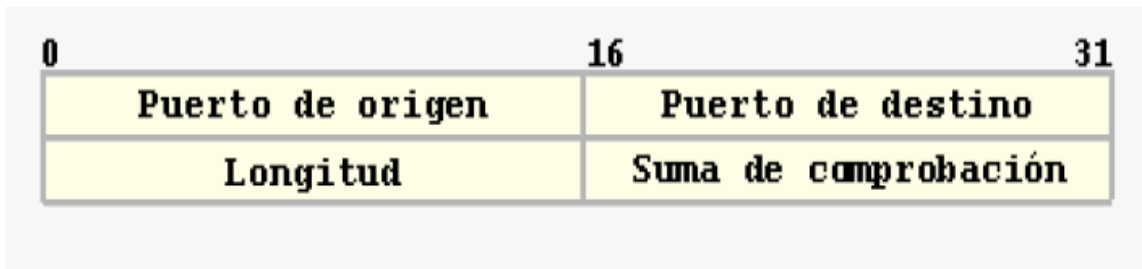 0 16 31
Puerto de origen Puerto de destino
Longitud Suma de comprobación